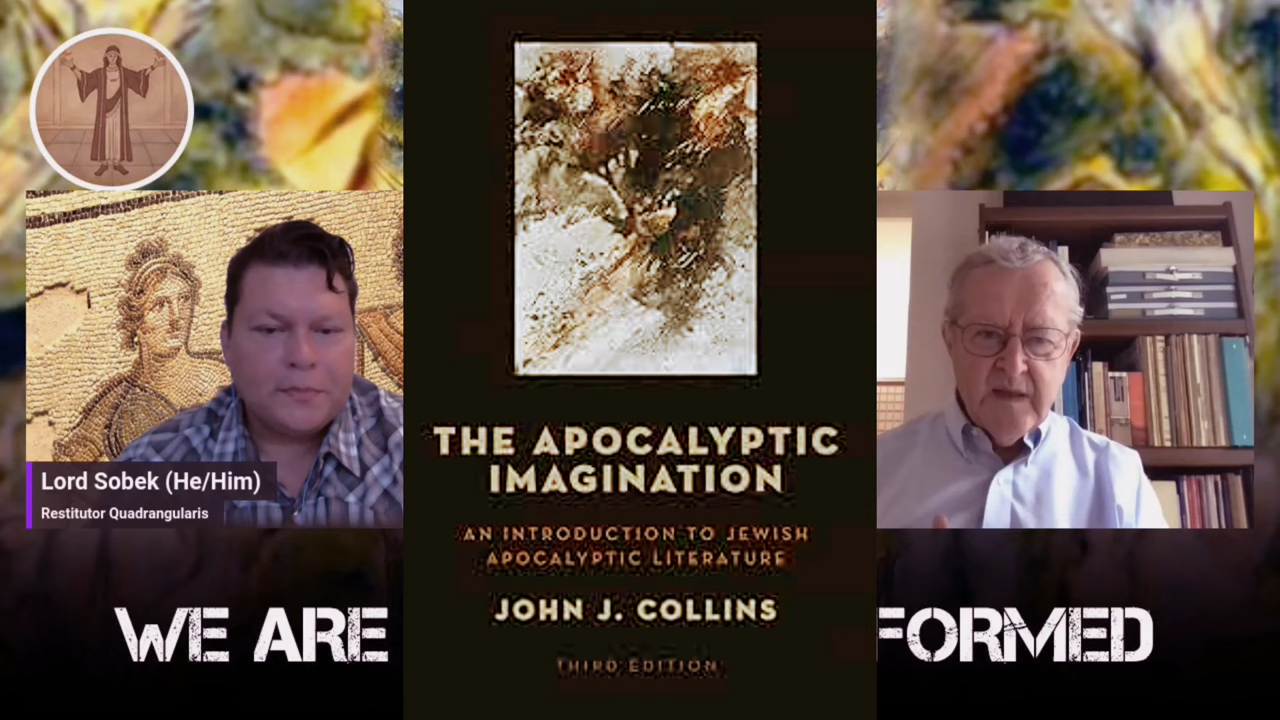 Lord Sobek (He/Him)
Restitutor Quadrangularis
THE APOCALYPTIC
IMAGINATION
AN INTRODUCTION TO JEWISH
APOCALYPTIC LITERATURE
JOHN J. COLLINS
THIRD EDITION
WE ARE
FORMED